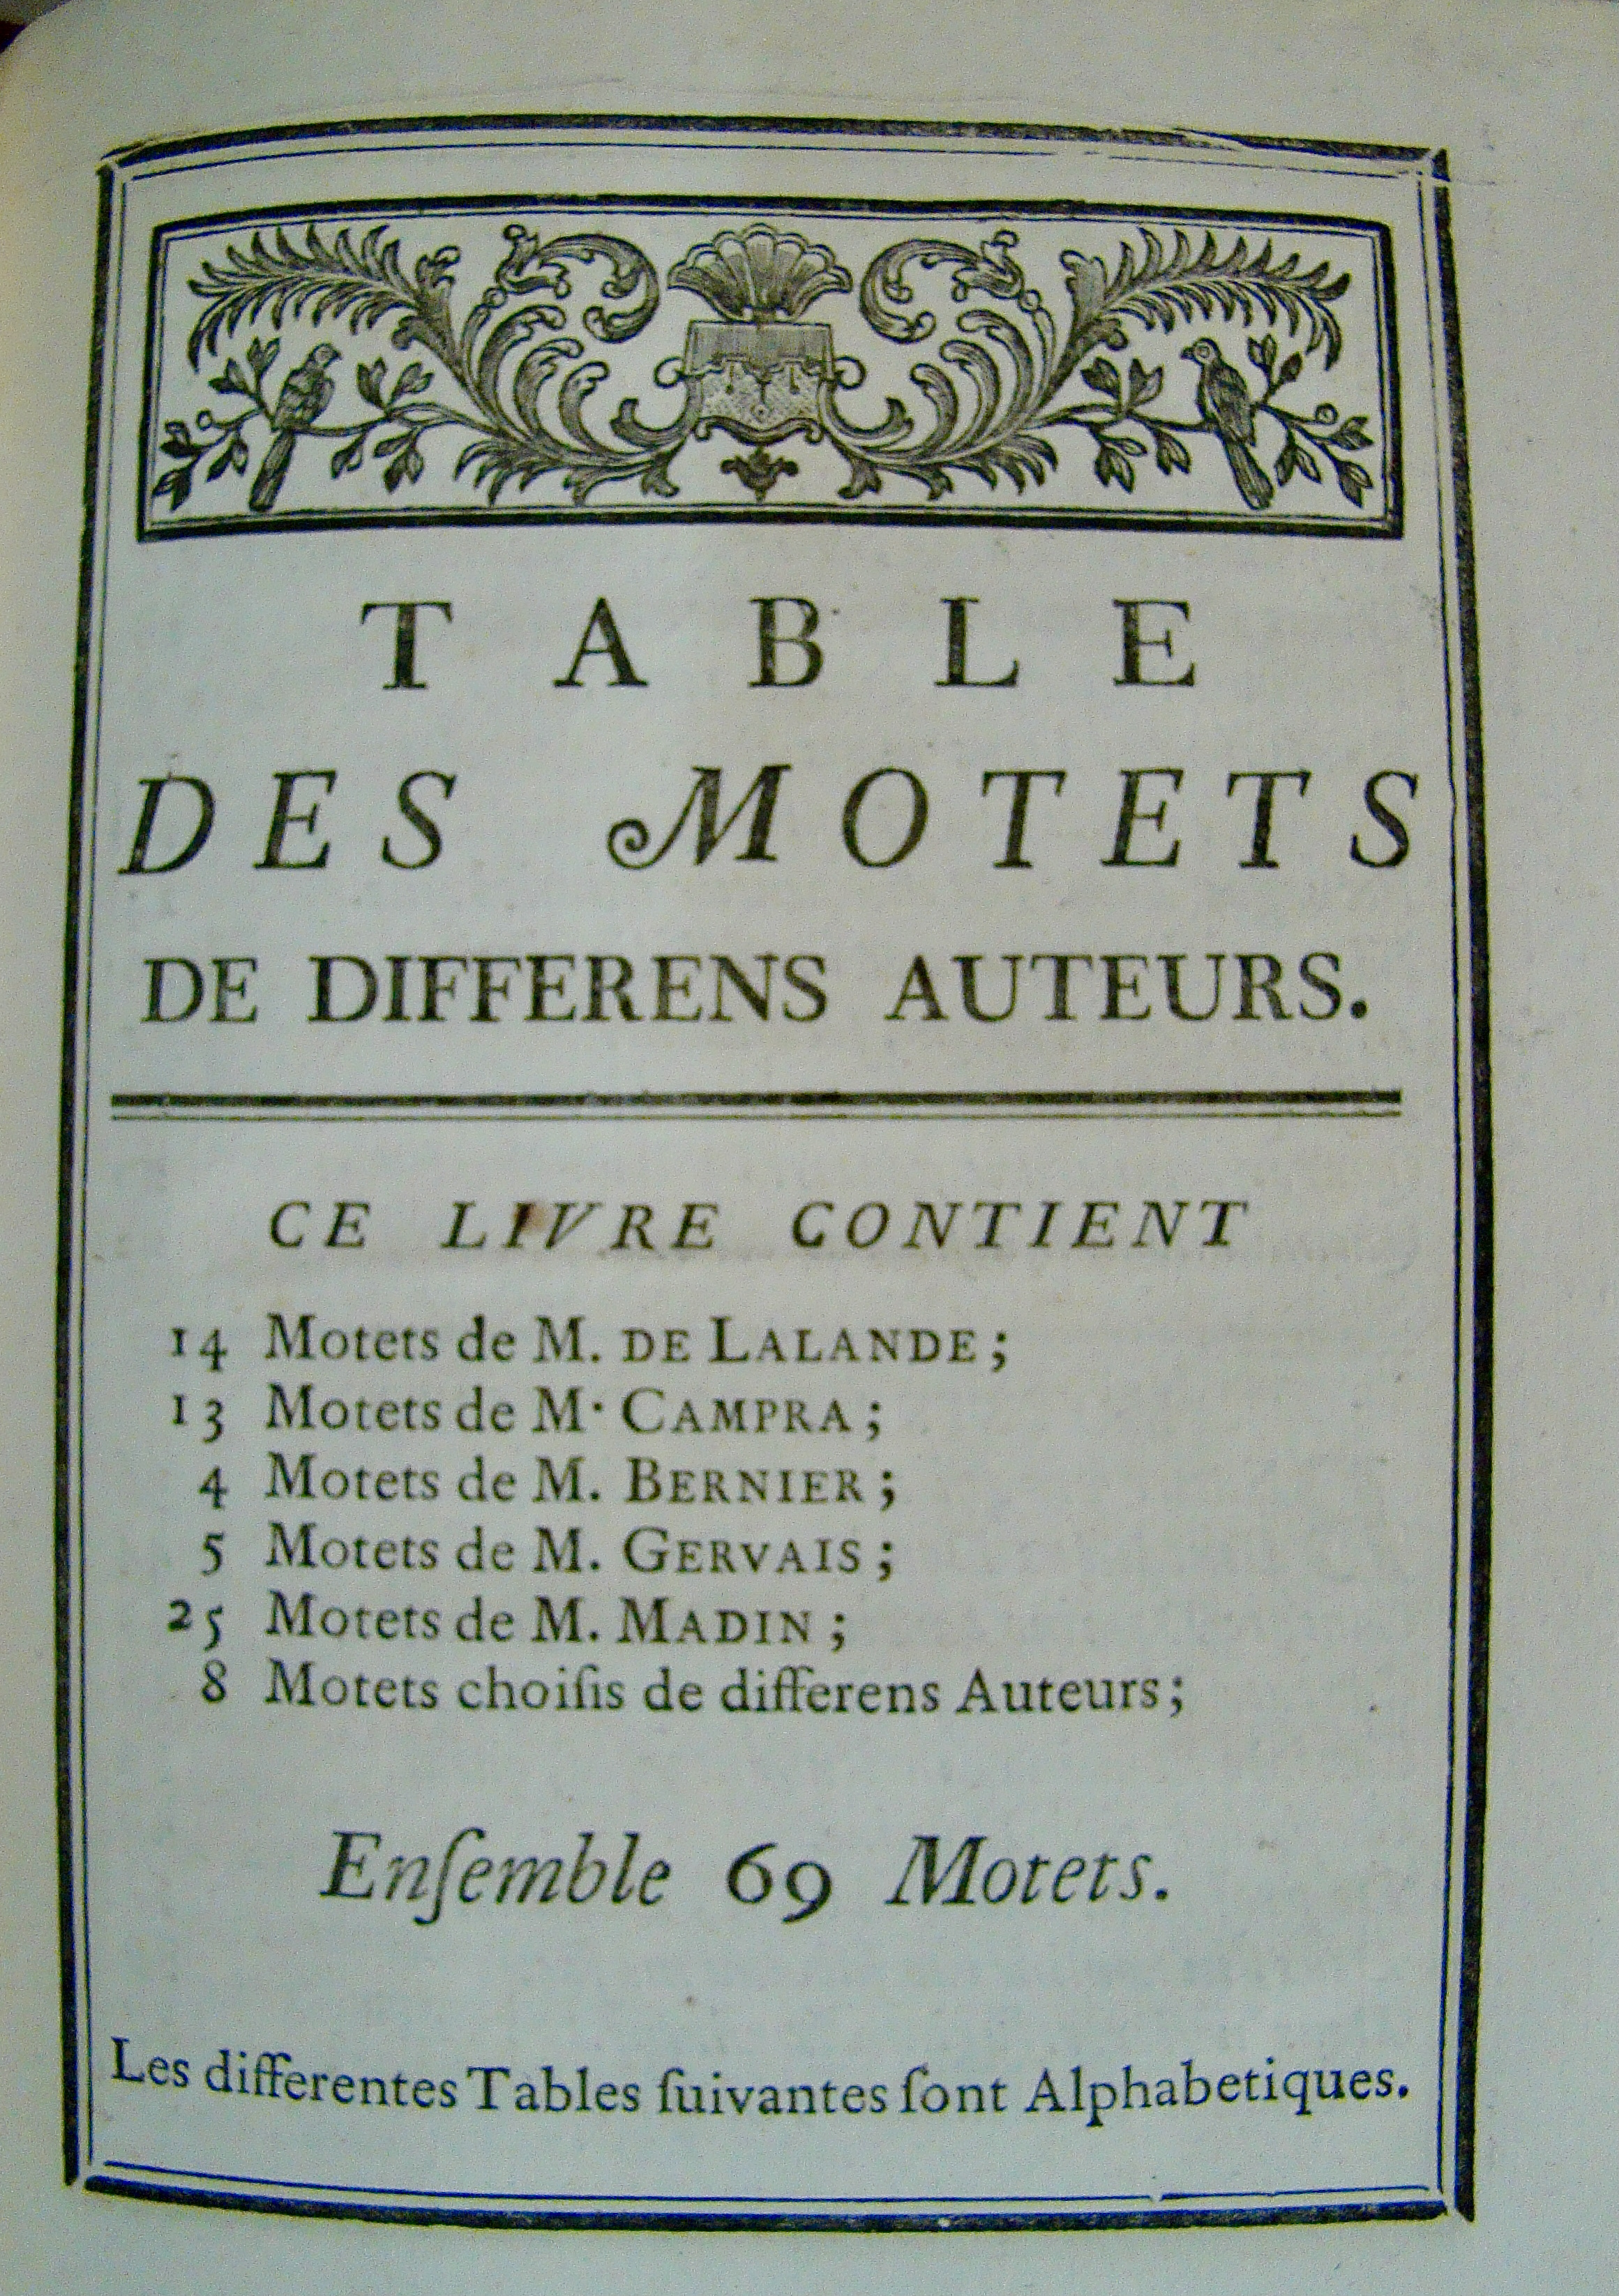 TABLE
DES MOTETS
DE DIFFERENS AUTEURS.
CE LIVRE CONTIENT
14 Motets de M. DE LALANDE;
13 Motets de M· CAMPRA;
4 Motets de M. BERNIER;
5 Motets de M. GERVAIS;
25 Motets de M. MADIN;
8 Motets choiſis de differens Auteurs;
Enſemble 69 Motets.
Les differentes Tables ſuivantes ſont Alphabetiques.